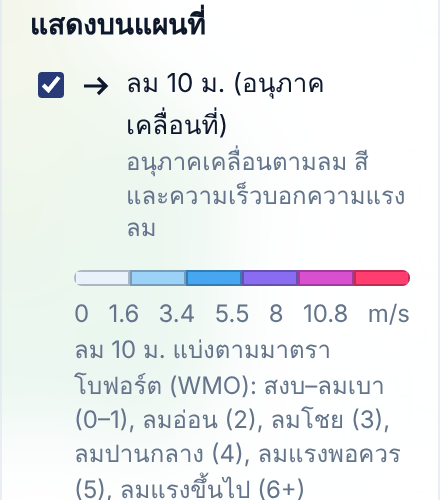 แสดงบนแผนที่
→ ลม 10 ม. (อนุภาค
เคลื่อนที่)
อนุภาคเคลื่อนตามลม สี
และความเร็วบอกความแรง
ลม
0 1.6 3.4 5.5 8 10.8 m/s
ลม 10 ม. แบ่งตามมาตรา
โบฟอร์ต (WMO): สงบ–ลมเบา
(0–1), ลมอ่อน (2), ลมโชย (3),
ลมปานกลาง (4), ลมแรงพอควร
(5), ลมแรงขึ้นไป (6+)